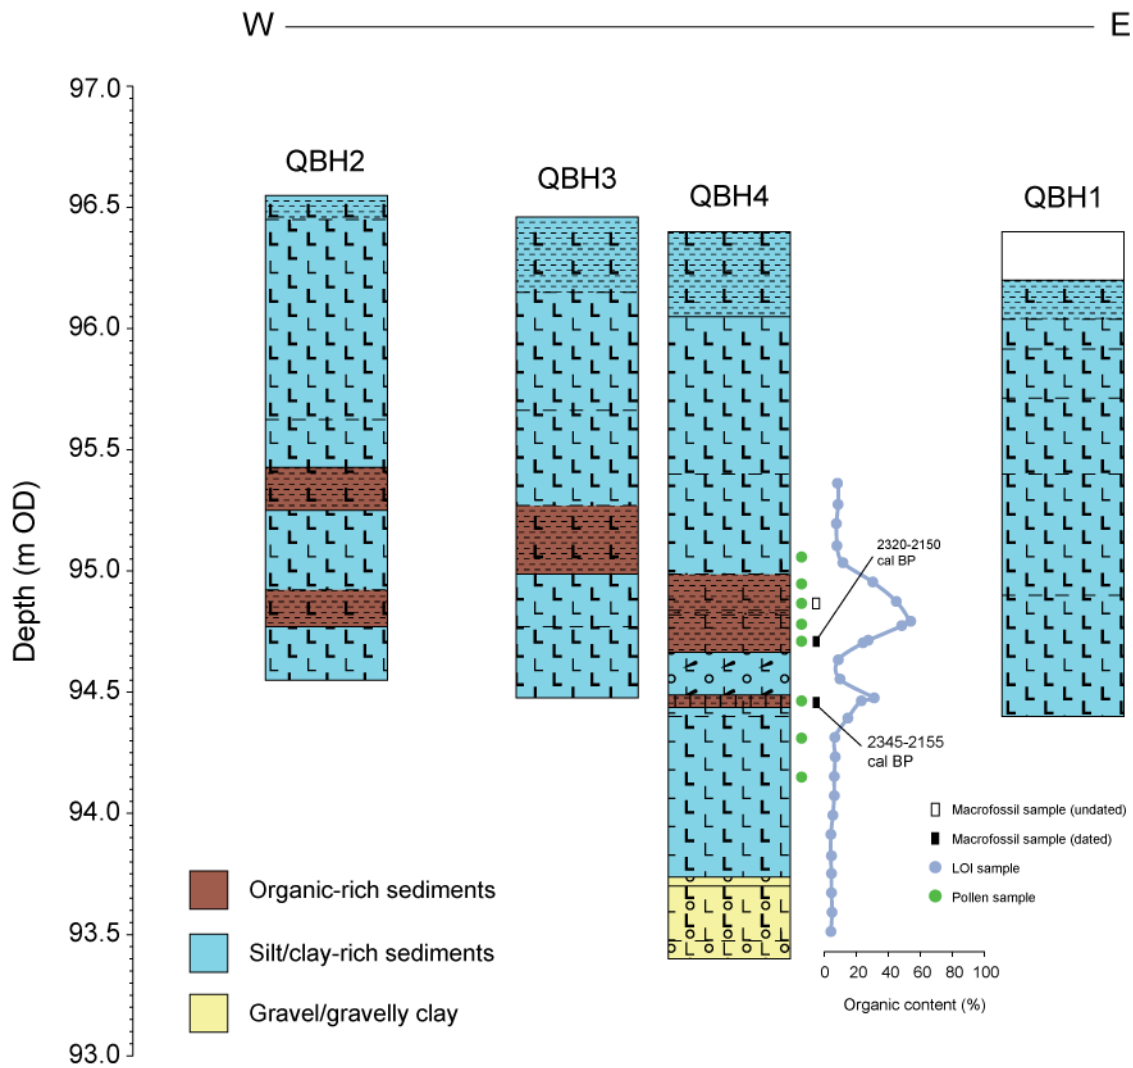 W E
97.0
QBH2
QBH3
QBH4
QBH1
96.5
96.0
95.5
95.0
94.5
94.0
93.5
93.0
Depth (m OD)
2320-2150
cal BP
2345-2155
cal BP
Macrofossil sample (undated)
Macrofossil sample (dated)
LOI sample
Pollen sample
Organic-rich sediments
Silt/clay-rich sediments
Gravel/gravelly clay
0 20 40 60 80 100
Organic content (%)